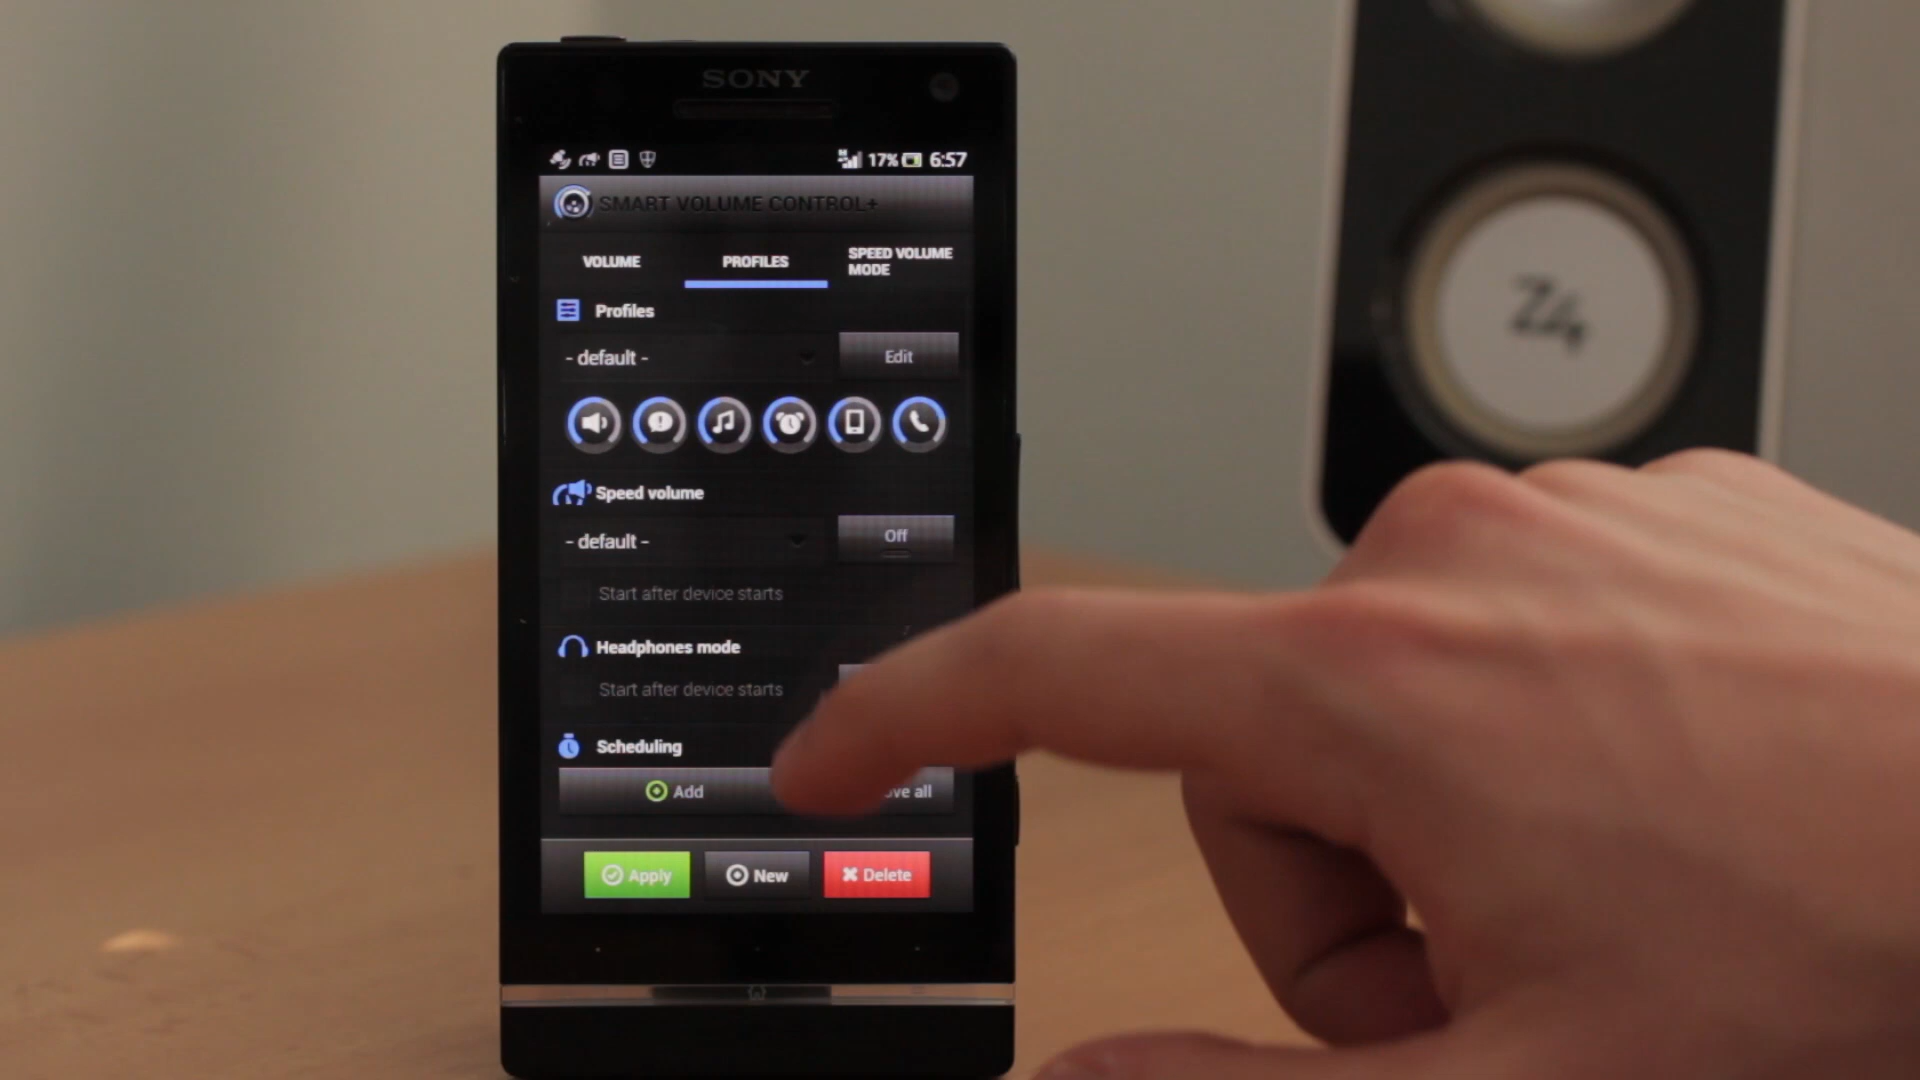 SONY
17% 6:57
SMART VOLUME CONTROL+
VOLUME
PROFILES
SPEED VOLUME
MODE
Profiles
- default -
Edit
Speed volume
- default -
Off
Start after device starts
Headphones mode
Start after device starts
Scheduling
Add
all
Apply
New
Delete
Z4